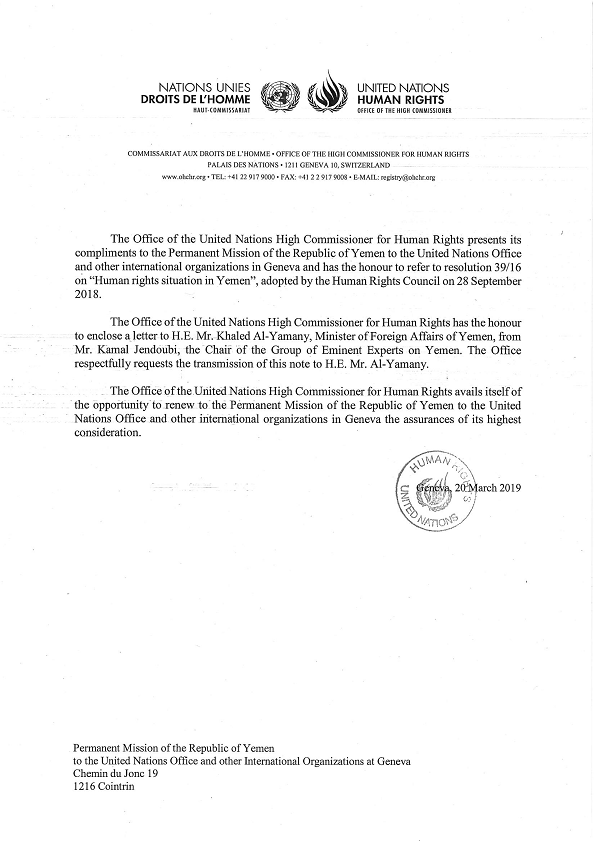 NATIONS UNIES
DROITS DE L'HOMME
HAUT-COMMISSARIAT
UNITED NATIONS
HUMAN RIGHTS
OFFICE OF THE HIGH COMMISSIONER
COMMISSARIAT AUX DROITS DE L'HOMME • OFFICE OF THE HIGH COMMISSIONER FOR HUMAN RIGHTS
PALAIS DES NATIONS • 1211 GENEVA 10, SWITZERLAND
www.ohchr.org • TEL: +41 22 917 9000 • FAX: +41 2 2 917 9008 • E-MAIL: registry@ohchr.org
The Office of the United Nations High Commissioner for Human Rights presents its
compliments to the Permanent Mission of the Republic of Yemen to the United Nations Office
and other international organizations in Geneva and has the honour to refer to resolution 39/16
on "Human rights situation in Yemen", adopted by the Human Rights Council on 28 September
2018.
The Office of the United Nations High Commissioner for Human Rights has the honour
to enclose a letter to H.E. Mr. Khaled Al-Yamany, Minister of Foreign Affairs of Yemen, from
Mr. Kamal Jendoubi, the Chair of the Group of Eminent Experts on Yemen. The Office
respectfully requests the transmission of this note to H.E. Mr. Al-Yamany.
The Office of the United Nations High Commissioner for Human Rights avails itself of
the opportunity to renew to the Permanent Mission of the Republic of Yemen to the United
Nations Office and other international organizations in Geneva the assurances of its highest
consideration.
HUMAN RIGHTS
UNITED NATIONS
Geneva, 20 March 2019
Permanent Mission of the Republic of Yemen
to the United Nations Office and other International Organizations at Geneva
Chemin du Jonc 19
1216 Cointrin